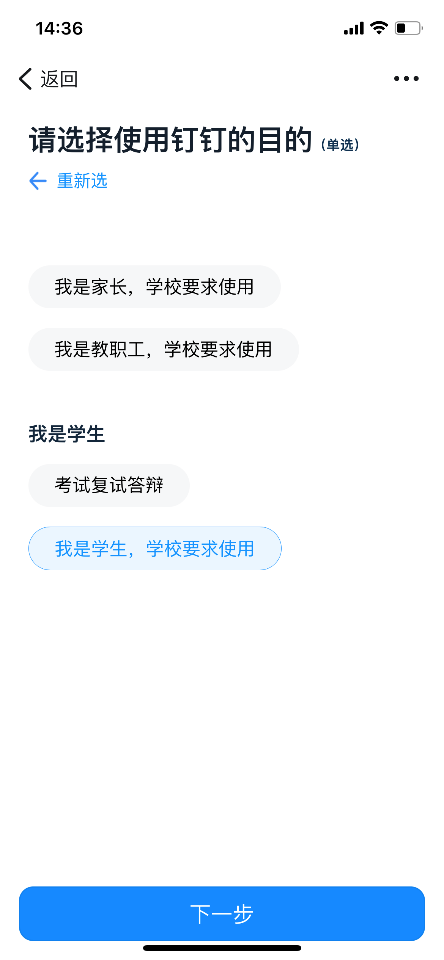 14:36
返回
请选择使用钉钉的目的（单选）
重新选
我是家长，学校要求使用
我是教职工，学校要求使用
我是学生
考试复试答辩
我是学生，学校要求使用
下一步